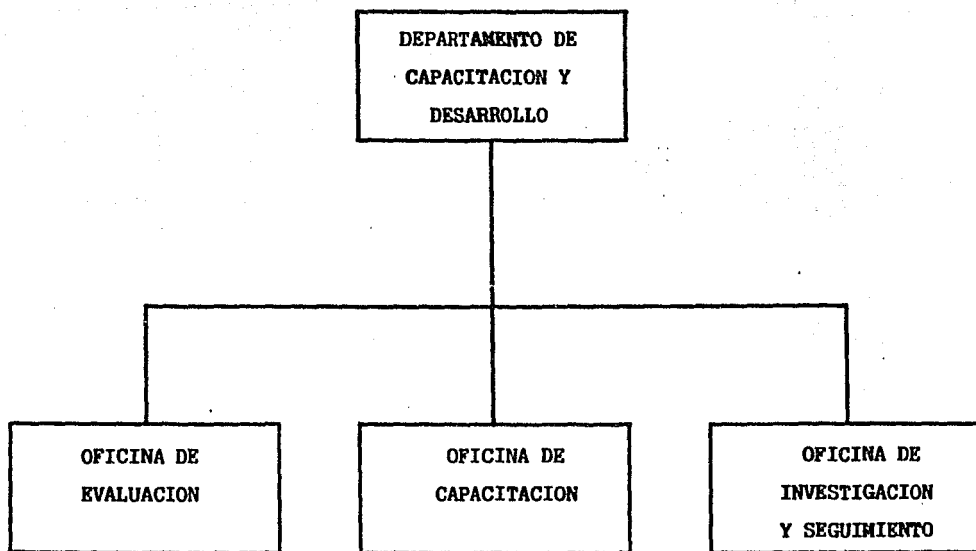 DEPARTAMENTO DE
CAPACITACION Y
DESARROLLO
OFICINA DE
EVALUACION
OFICINA DE
CAPACITACION
OFICINA DE
INVESTIGACION
Y SEGUIMIENTO